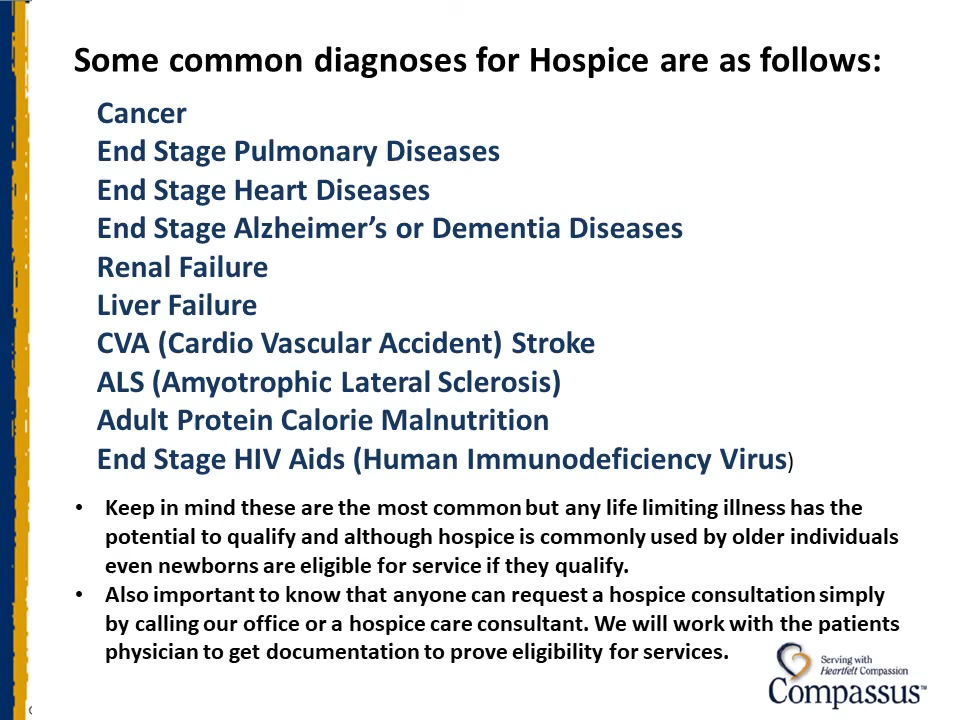 Some common diagnoses for Hospice are as follows:
Cancer
End Stage Pulmonary Diseases
End Stage Heart Diseases
End Stage Alzheimer’s or Dementia Diseases
Renal Failure
Liver Failure
CVA (Cardio Vascular Accident) Stroke
ALS (Amyotrophic Lateral Sclerosis)
Adult Protein Calorie Malnutrition
End Stage HIV Aids (Human Immunodeficiency Virus)
• Keep in mind these are the most common but any life limiting illness has the
potential to qualify and although hospice is commonly used by older individuals
even newborns are eligible for service if they qualify.
• Also important to know that anyone can request a hospice consultation simply
by calling our office or a hospice care consultant. We will work with the patients
physician to get documentation to prove eligibility for services.
Serving with
Heartfelt Compassion
Compassus™